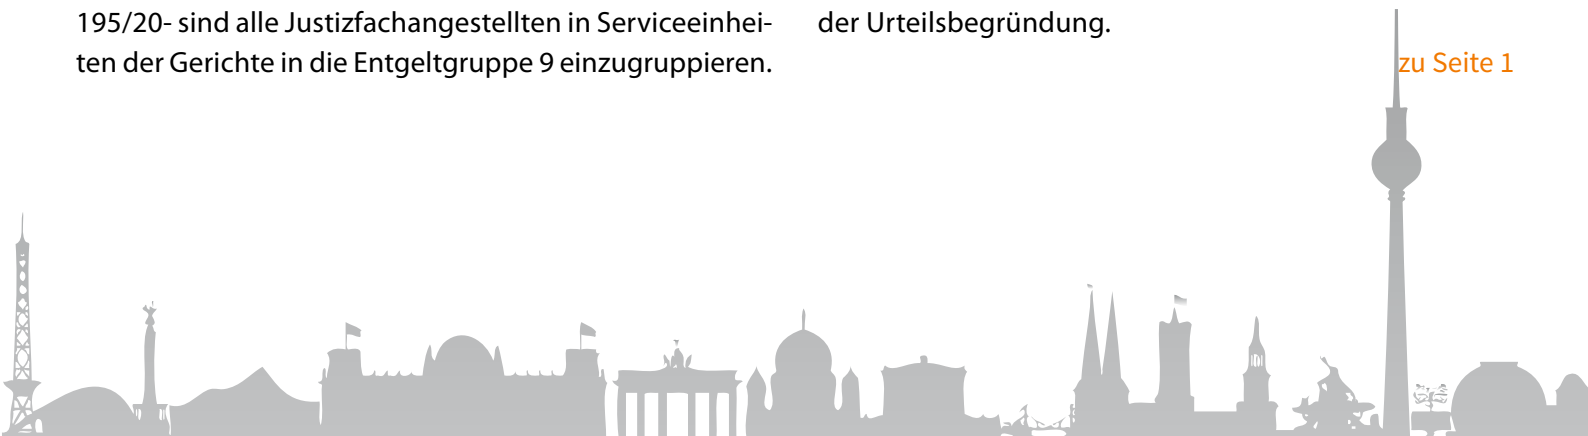 195/20- sind alle Justizfachangestellten in Serviceeinhei-
ten der Gerichte in die Entgeltgruppe 9 einzugruppieren.
der Urteilsbegründung.
zu Seite 1